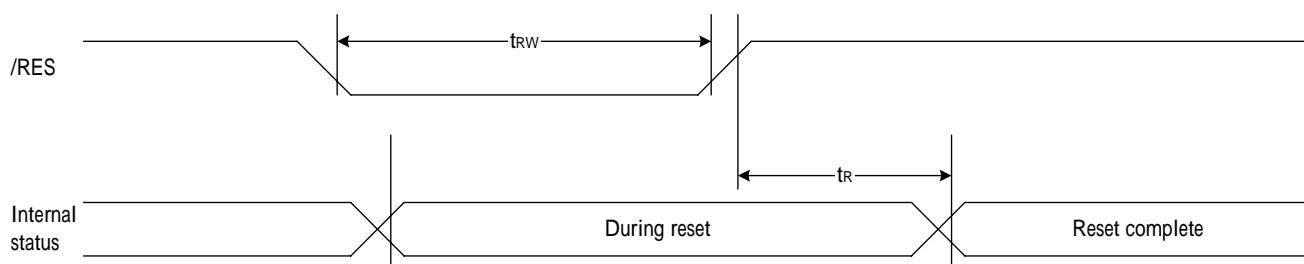 tRW
/RES
tR
Internal
status
During reset
Reset complete